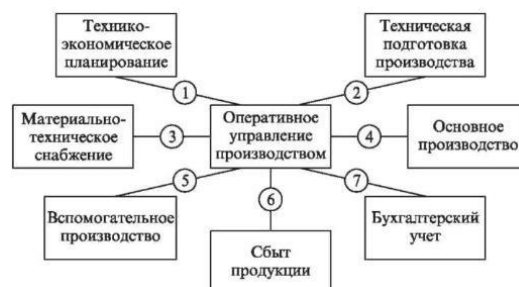 Технико-
экономическое
планирование
Техническая
подготовка
производства
1
2
Материально-
техническое
снабжение
3
Оперативное
управление
производством
4
Основное
производство
5
6
7
Вспомогательное
производство
Сбыт
продукции
Бухгалтерский
учет